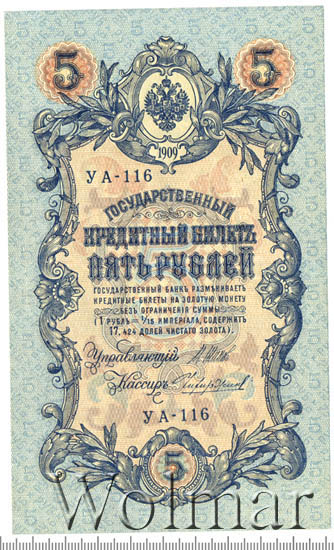 5 5
1909
УА-116
ГОСУДАРСТВЕННЫЙ
КРЕДИТНЫЙ БИЛЕТЪ
ПЯТЬ РУБЛЕЙ
ГОСУДАРСТВЕННЫЙ БАНКЪ РАЗМѢНИВАЕТЪ
КРЕДИТНЫЕ БИЛЕТЫ НА ЗОЛОТУЮ МОНЕТУ
БЕЗЪ ОГРАНИЧЕНІЯ СУММЫ
(1 РУБЛЬ = 1/15 ИМПЕРІАЛА, СОДЕРЖИТЪ
17,424 ДОЛЕЙ ЧИСТАГО ЗОЛОТА).
Управляющій
Кассиръ
УА-116
5
Wolmar